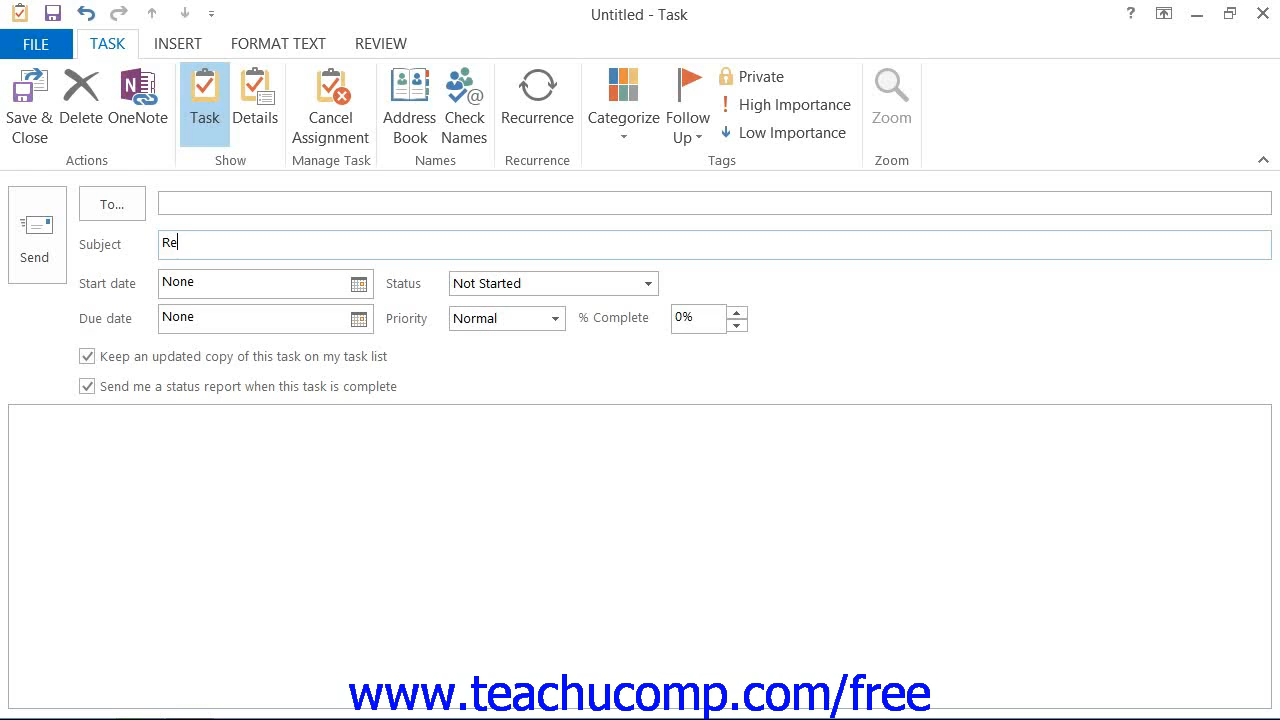 Untitled - Task
?
FILE TASK INSERT FORMAT TEXT REVIEW
Save & Close
Delete
OneNote
Actions
Task
Details
Show
Cancel Assignment
Manage Task
Address Book
Check Names
Names
Recurrence
Recurrence
Categorize
Follow Up
Private
High Importance
Low Importance
Tags
Zoom
Zoom
Send
To...
Subject Re
Start date None Status Not Started
Due date None Priority Normal % Complete 0%
Keep an updated copy of this task on my task list
Send me a status report when this task is complete
www.teachucomp.com/free